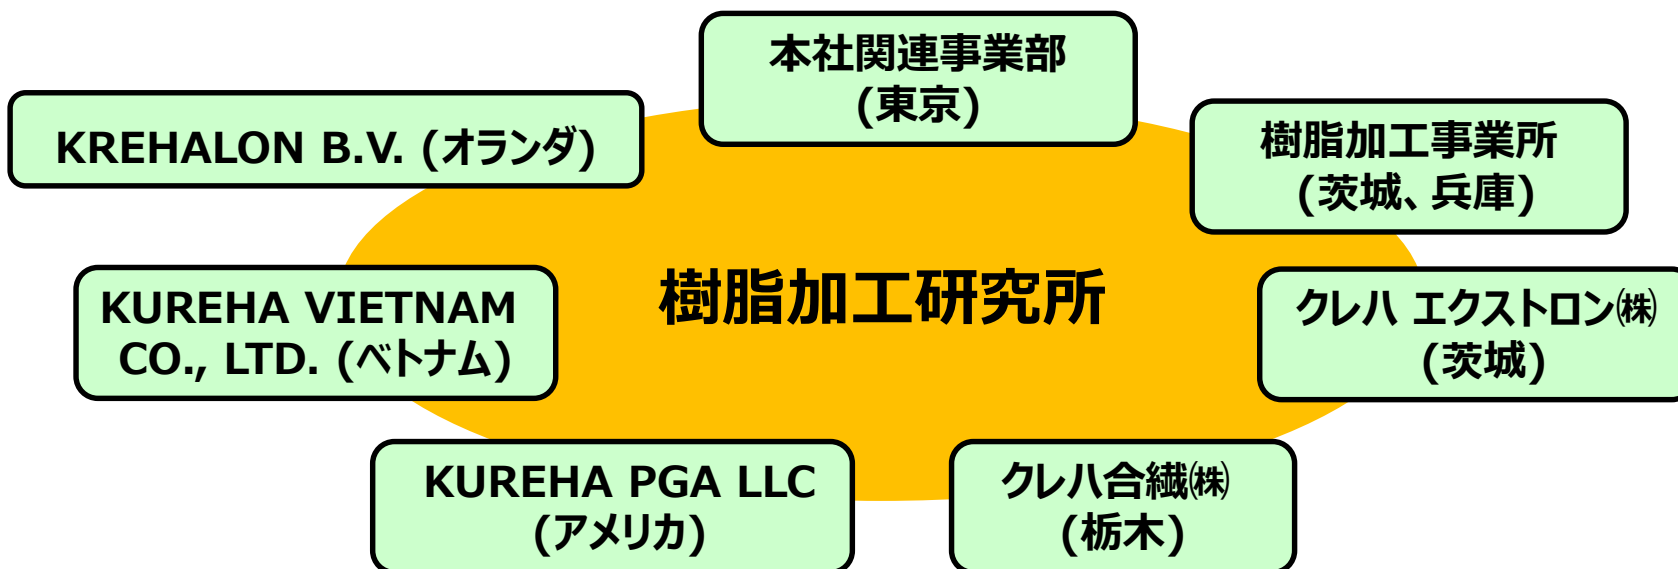 本社関連事業部
(東京)
KREHALON B.V. (オランダ)
樹脂加工事業所
(茨城、兵庫)
樹脂加工研究所
KUREHA VIETNAM
CO., LTD. (ベトナム)
クレハ エクストロン㈱
(茨城)
KUREHA PGA LLC
(アメリカ)
クレハ合繊㈱
(栃木)